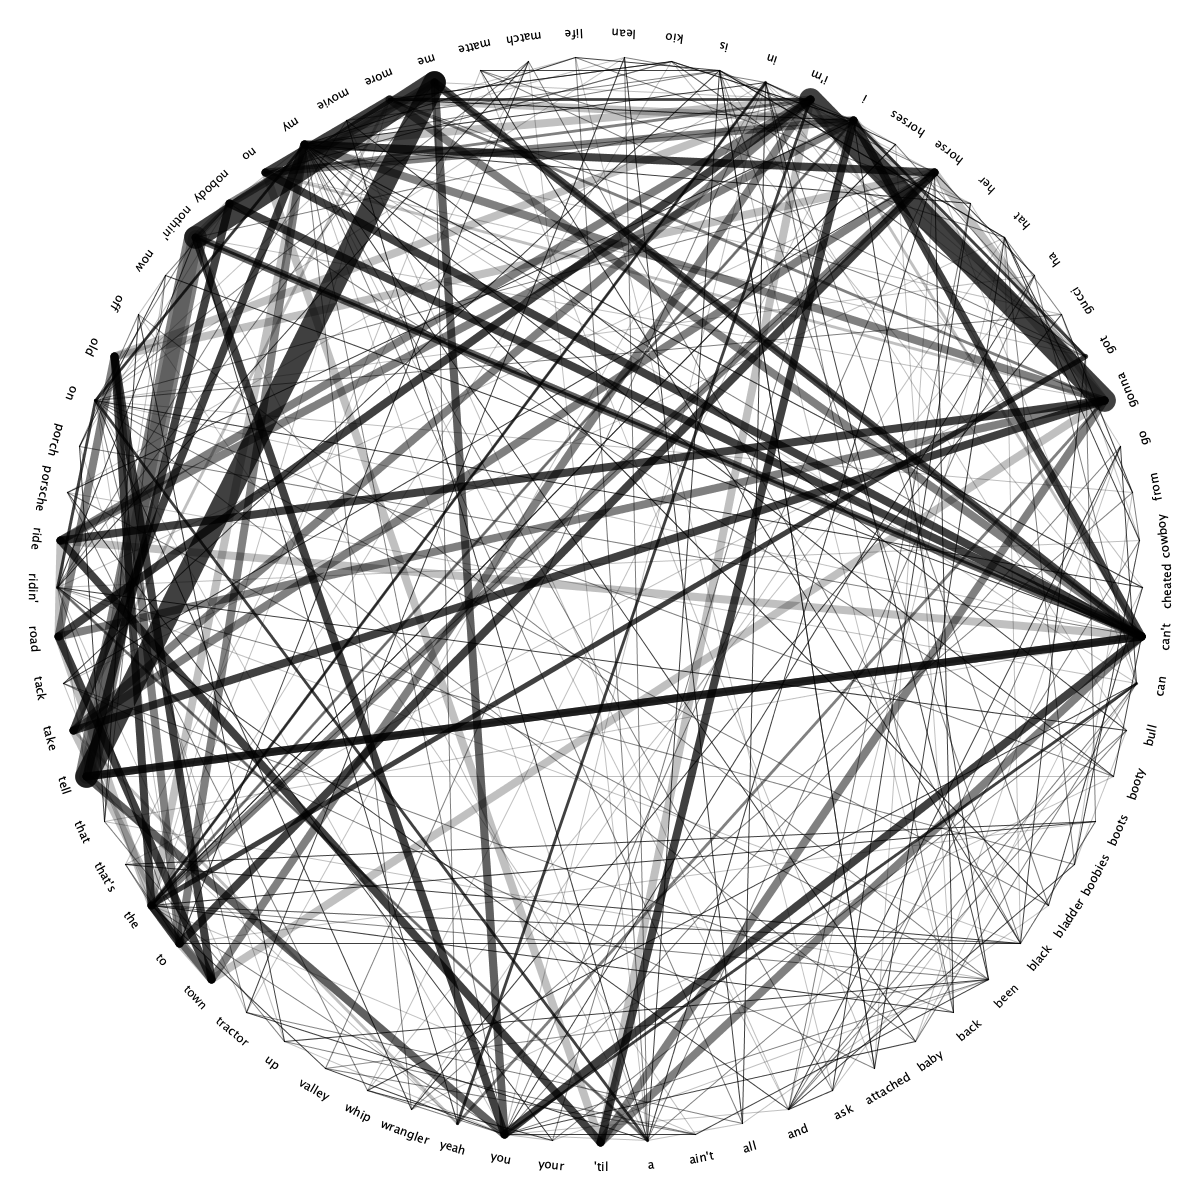 'til
a
ain't
all
and
ask
attached
baby
back
been
black
bladder
boobies
boots
booty
bull
can
can't
cheated
cowboy
from
go
gonna
got
gucci
ha
hat
her
horse
horses
i
i'm
in
is
kio
lean
life
match
matte
me
more
movie
my
no
nobody
nothin'
now
off
old
on
porch
porsche
ride
ridin'
road
tack
take
tell
that
that's
the
to
town
tractor
up
valley
whip
wrangler
yeah
you
your